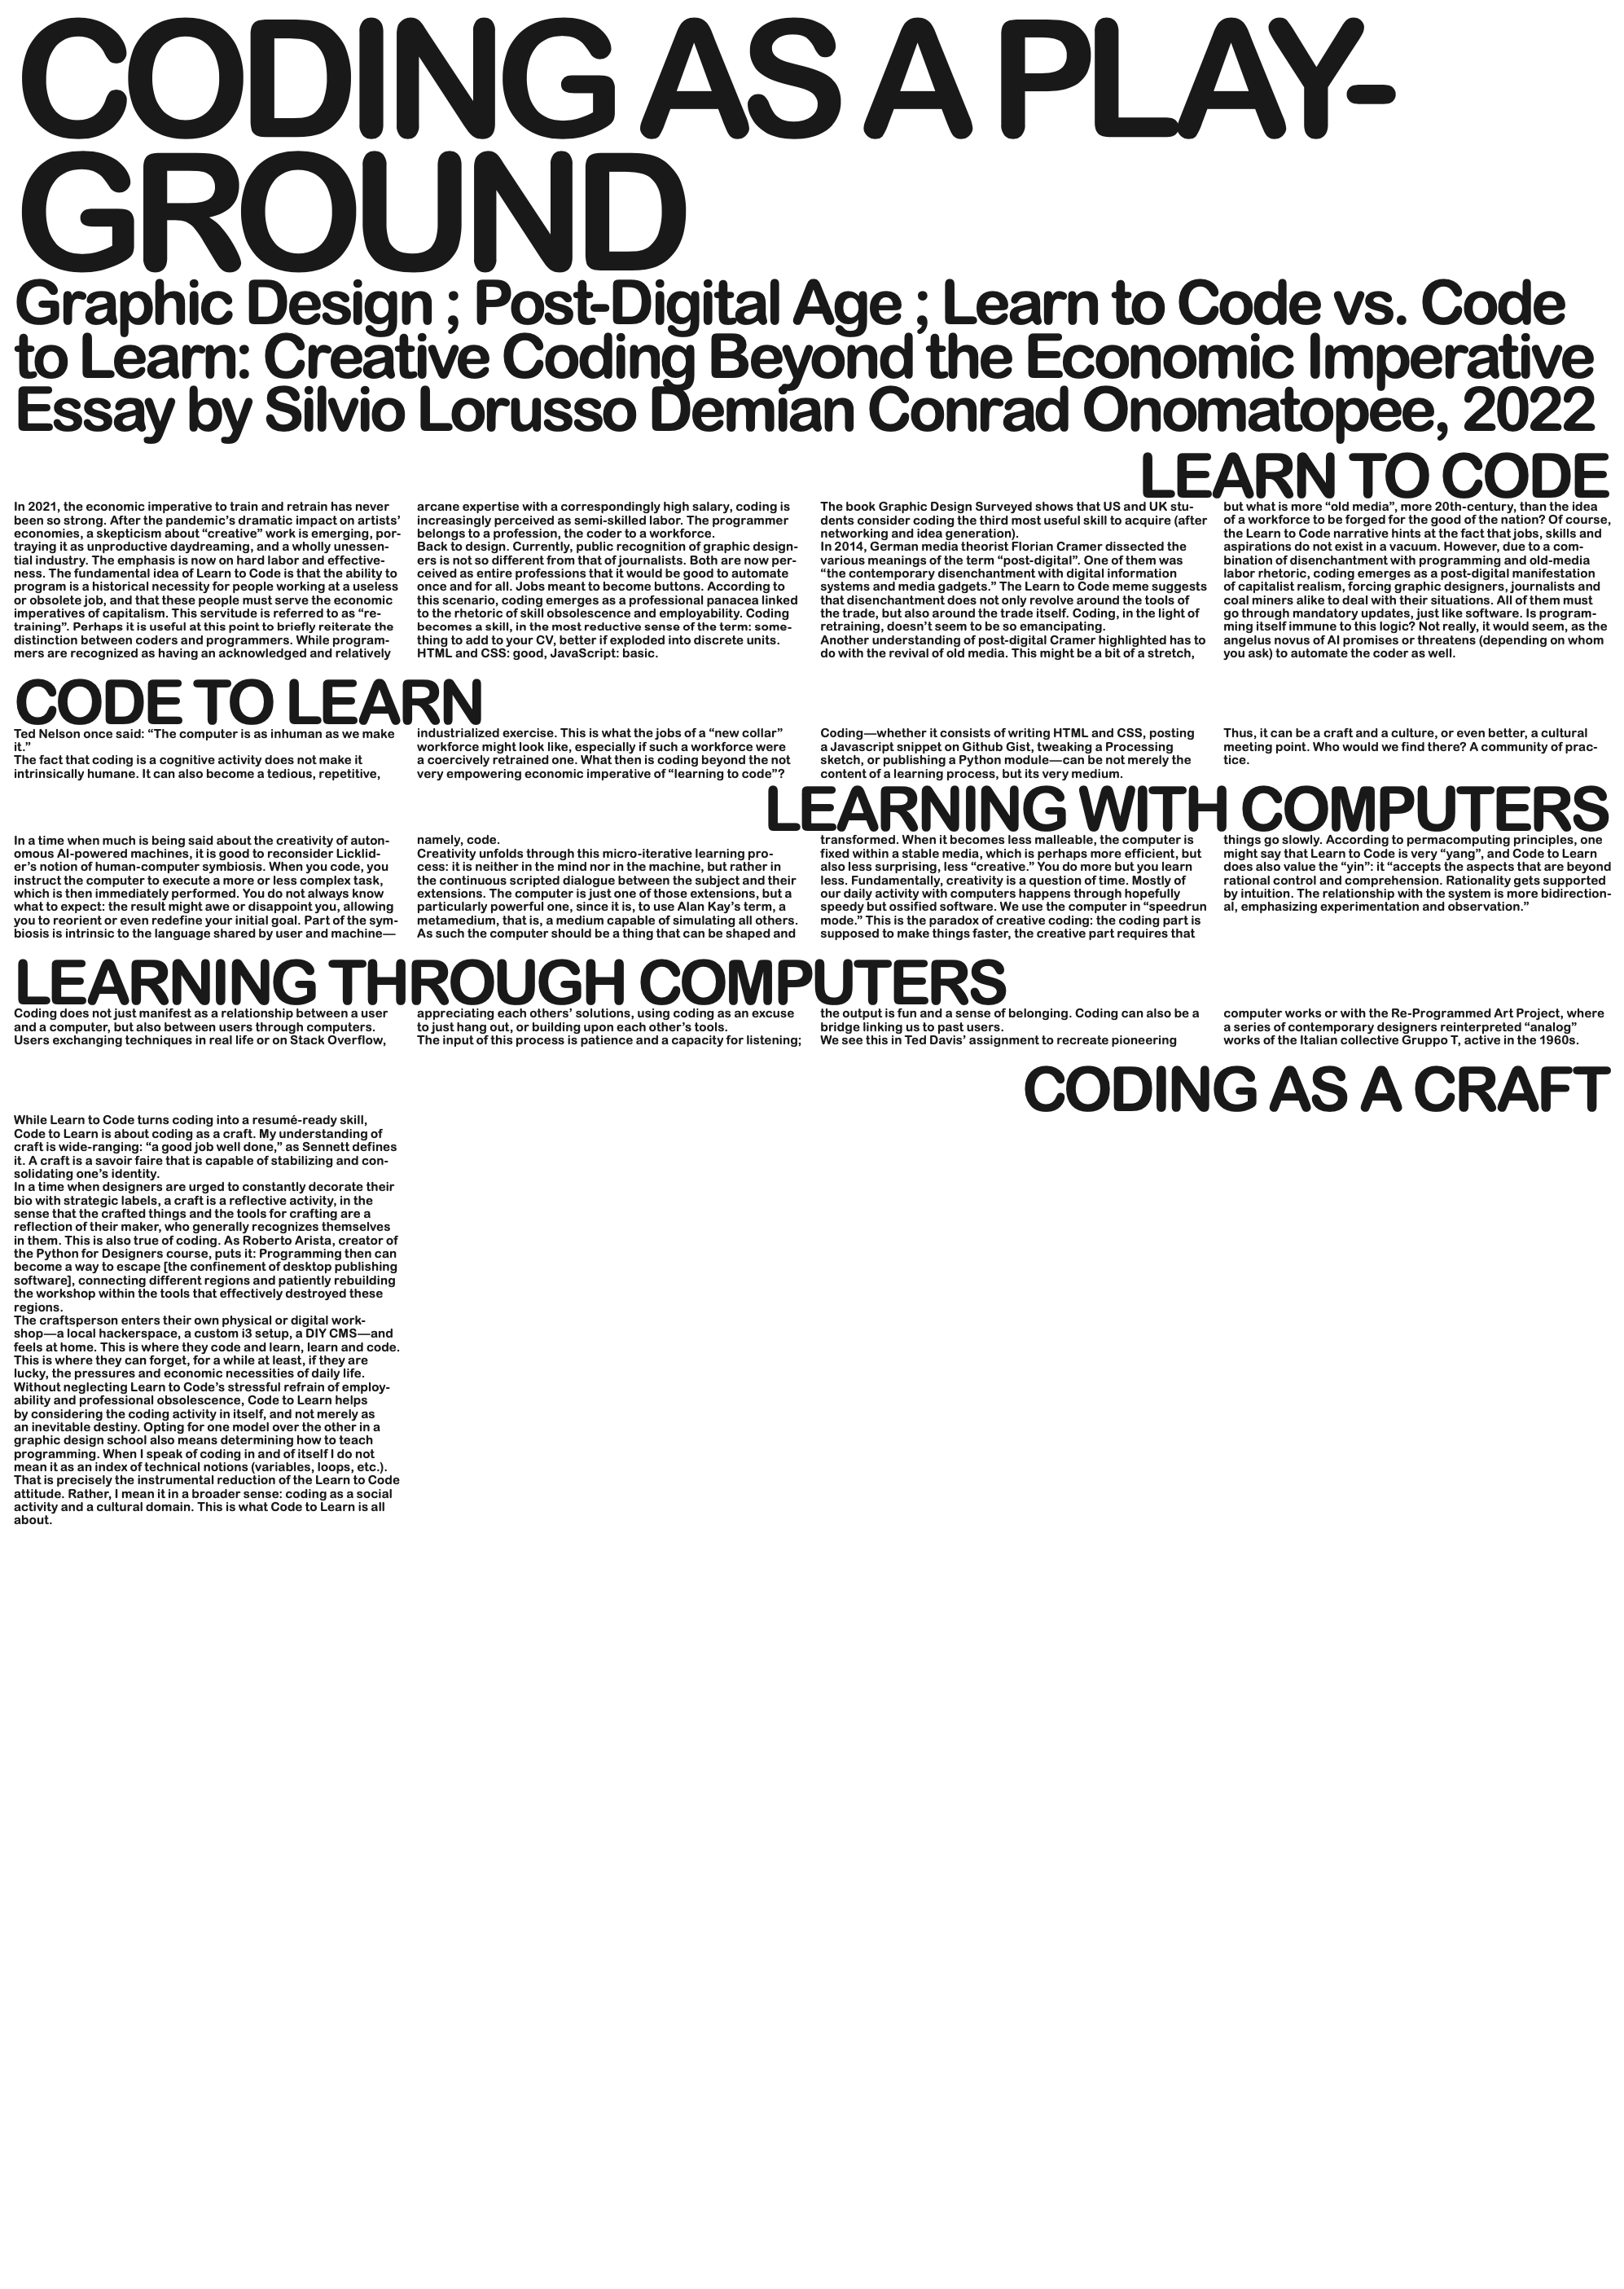 CODING AS A PLAY-
GROUND
Graphic Design ; Post-Digital Age ; Learn to Code vs. Code
to Learn: Creative Coding Beyond the Economic Imperative
Essay by Silvio Lorusso Demian Conrad Onomatopee, 2022
LEARN TO CODE
In 2021, the economic imperative to train and retrain has never
been so strong. After the pandemic’s dramatic impact on artists’
economies, a skepticism about “creative” work is emerging, por-
traying it as unproductive daydreaming, and a wholly unessen-
tial industry. The emphasis is now on hard labor and effective-
ness. The fundamental idea of Learn to Code is that the ability to
program is a historical necessity for people working at a useless
or obsolete job, and that these people must serve the economic
imperatives of capitalism. This servitude is referred to as “re-
training”. Perhaps it is useful at this point to briefly reiterate the
distinction between coders and programmers. While program-
mers are recognized as having an acknowledged and relatively
arcane expertise with a correspondingly high salary, coding is
increasingly perceived as semi-skilled labor. The programmer
belongs to a profession, the coder to a workforce.
Back to design. Currently, public recognition of graphic design-
ers is not so different from that of journalists. Both are now per-
ceived as entire professions that it would be good to automate
once and for all. Jobs meant to become buttons. According to
this scenario, coding emerges as a professional panacea linked
to the rhetoric of skill obsolescence and employability. Coding
becomes a skill, in the most reductive sense of the term: some-
thing to add to your CV, better if exploded into discrete units.
HTML and CSS: good, JavaScript: basic.
The book Graphic Design Surveyed shows that US and UK stu-
dents consider coding the third most useful skill to acquire (after
networking and idea generation).
In 2014, German media theorist Florian Cramer dissected the
various meanings of the term “post-digital”. One of them was
“the contemporary disenchantment with digital information
systems and media gadgets.” The Learn to Code meme suggests
that disenchantment does not only revolve around the tools of
the trade, but also around the trade itself. Coding, in the light of
retraining, doesn’t seem to be so emancipating.
Another understanding of post-digital Cramer highlighted has to
do with the revival of old media. This might be a bit of a stretch,
but what is more “old media”, more 20th-century, than the idea
of a workforce to be forged for the good of the nation? Of course,
the Learn to Code narrative hints at the fact that jobs, skills and
aspirations do not exist in a vacuum. However, due to a com-
bination of disenchantment with programming and old-media
labor rhetoric, coding emerges as a post-digital manifestation
of capitalist realism, forcing graphic designers, journalists and
coal miners alike to deal with their situations. All of them must
go through mandatory updates, just like software. Is program-
ming itself immune to this logic? Not really, it would seem, as the
angelus novus of AI promises or threatens (depending on whom
you ask) to automate the coder as well.
CODE TO LEARN
Ted Nelson once said: “The computer is as inhuman as we make
it.”
The fact that coding is a cognitive activity does not make it
intrinsically humane. It can also become a tedious, repetitive,
industrialized exercise. This is what the jobs of a “new collar”
workforce might look like, especially if such a workforce were
a coercively retrained one. What then is coding beyond the not
very empowering economic imperative of “learning to code”?
Coding—whether it consists of writing HTML and CSS, posting
a Javascript snippet on Github Gist, tweaking a Processing
sketch, or publishing a Python module—can be not merely the
content of a learning process, but its very medium.
Thus, it can be a craft and a culture, or even better, a cultural
meeting point. Who would we find there? A community of prac-
tice.
LEARNING WITH COMPUTERS
In a time when much is being said about the creativity of auton-
omous AI-powered machines, it is good to reconsider Licklid-
er’s notion of human-computer symbiosis. When you code, you
instruct the computer to execute a more or less complex task,
which is then immediately performed. You do not always know
what to expect: the result might awe or disappoint you, allowing
you to reorient or even redefine your initial goal. Part of the sym-
biosis is intrinsic to the language shared by user and machine—
namely, code.
Creativity unfolds through this micro-iterative learning pro-
cess: it is neither in the mind nor in the machine, but rather in
the continuous scripted dialogue between the subject and their
extensions. The computer is just one of those extensions, but a
particularly powerful one, since it is, to use Alan Kay’s term, a
metamedium, that is, a medium capable of simulating all others.
As such the computer should be a thing that can be shaped and
transformed. When it becomes less malleable, the computer is
fixed within a stable media, which is perhaps more efficient, but
also less surprising, less “creative.” You do more but you learn
less. Fundamentally, creativity is a question of time. Mostly of
our daily activity with computers happens through hopefully
speedy but ossified software. We use the computer in “speedrun
mode.” This is the paradox of creative coding: the coding part is
supposed to make things faster, the creative part requires that
things go slowly. According to permacomputing principles, one
might say that Learn to Code is very “yang”, and Code to Learn
does also value the “yin”: it “accepts the aspects that are beyond
rational control and comprehension. Rationality gets supported
by intuition. The relationship with the system is more bidirection-
al, emphasizing experimentation and observation.”
LEARNING THROUGH COMPUTERS
Coding does not just manifest as a relationship between a user
and a computer, but also between users through computers.
Users exchanging techniques in real life or on Stack Overflow,
appreciating each others’ solutions, using coding as an excuse
to just hang out, or building upon each other’s tools.
The input of this process is patience and a capacity for listening;
the output is fun and a sense of belonging. Coding can also be a
bridge linking us to past users.
We see this in Ted Davis’ assignment to recreate pioneering
computer works or with the Re-Programmed Art Project, where
a series of contemporary designers reinterpreted “analog”
works of the Italian collective Gruppo T, active in the 1960s.
CODING AS A CRAFT
While Learn to Code turns coding into a resumé-ready skill,
Code to Learn is about coding as a craft. My understanding of
craft is wide-ranging: “a good job well done,” as Sennett defines
it. A craft is a savoir faire that is capable of stabilizing and con-
solidating one’s identity.
In a time when designers are urged to constantly decorate their
bio with strategic labels, a craft is a reflective activity, in the
sense that the crafted things and the tools for crafting are a
reflection of their maker, who generally recognizes themselves
in them. This is also true of coding. As Roberto Arista, creator of
the Python for Designers course, puts it: Programming then can
become a way to escape [the confinement of desktop publishing
software], connecting different regions and patiently rebuilding
the workshop within the tools that effectively destroyed these
regions.
The craftsperson enters their own physical or digital work-
shop—a local hackerspace, a custom i3 setup, a DIY CMS—and
feels at home. This is where they code and learn, learn and code.
This is where they can forget, for a while at least, if they are
lucky, the pressures and economic necessities of daily life.
Without neglecting Learn to Code’s stressful refrain of employ-
ability and professional obsolescence, Code to Learn helps
by considering the coding activity in itself, and not merely as
an inevitable destiny. Opting for one model over the other in a
graphic design school also means determining how to teach
programming. When I speak of coding in and of itself I do not
mean it as an index of technical notions (variables, loops, etc.).
That is precisely the instrumental reduction of the Learn to Code
attitude. Rather, I mean it in a broader sense: coding as a social
activity and a cultural domain. This is what Code to Learn is all
about.